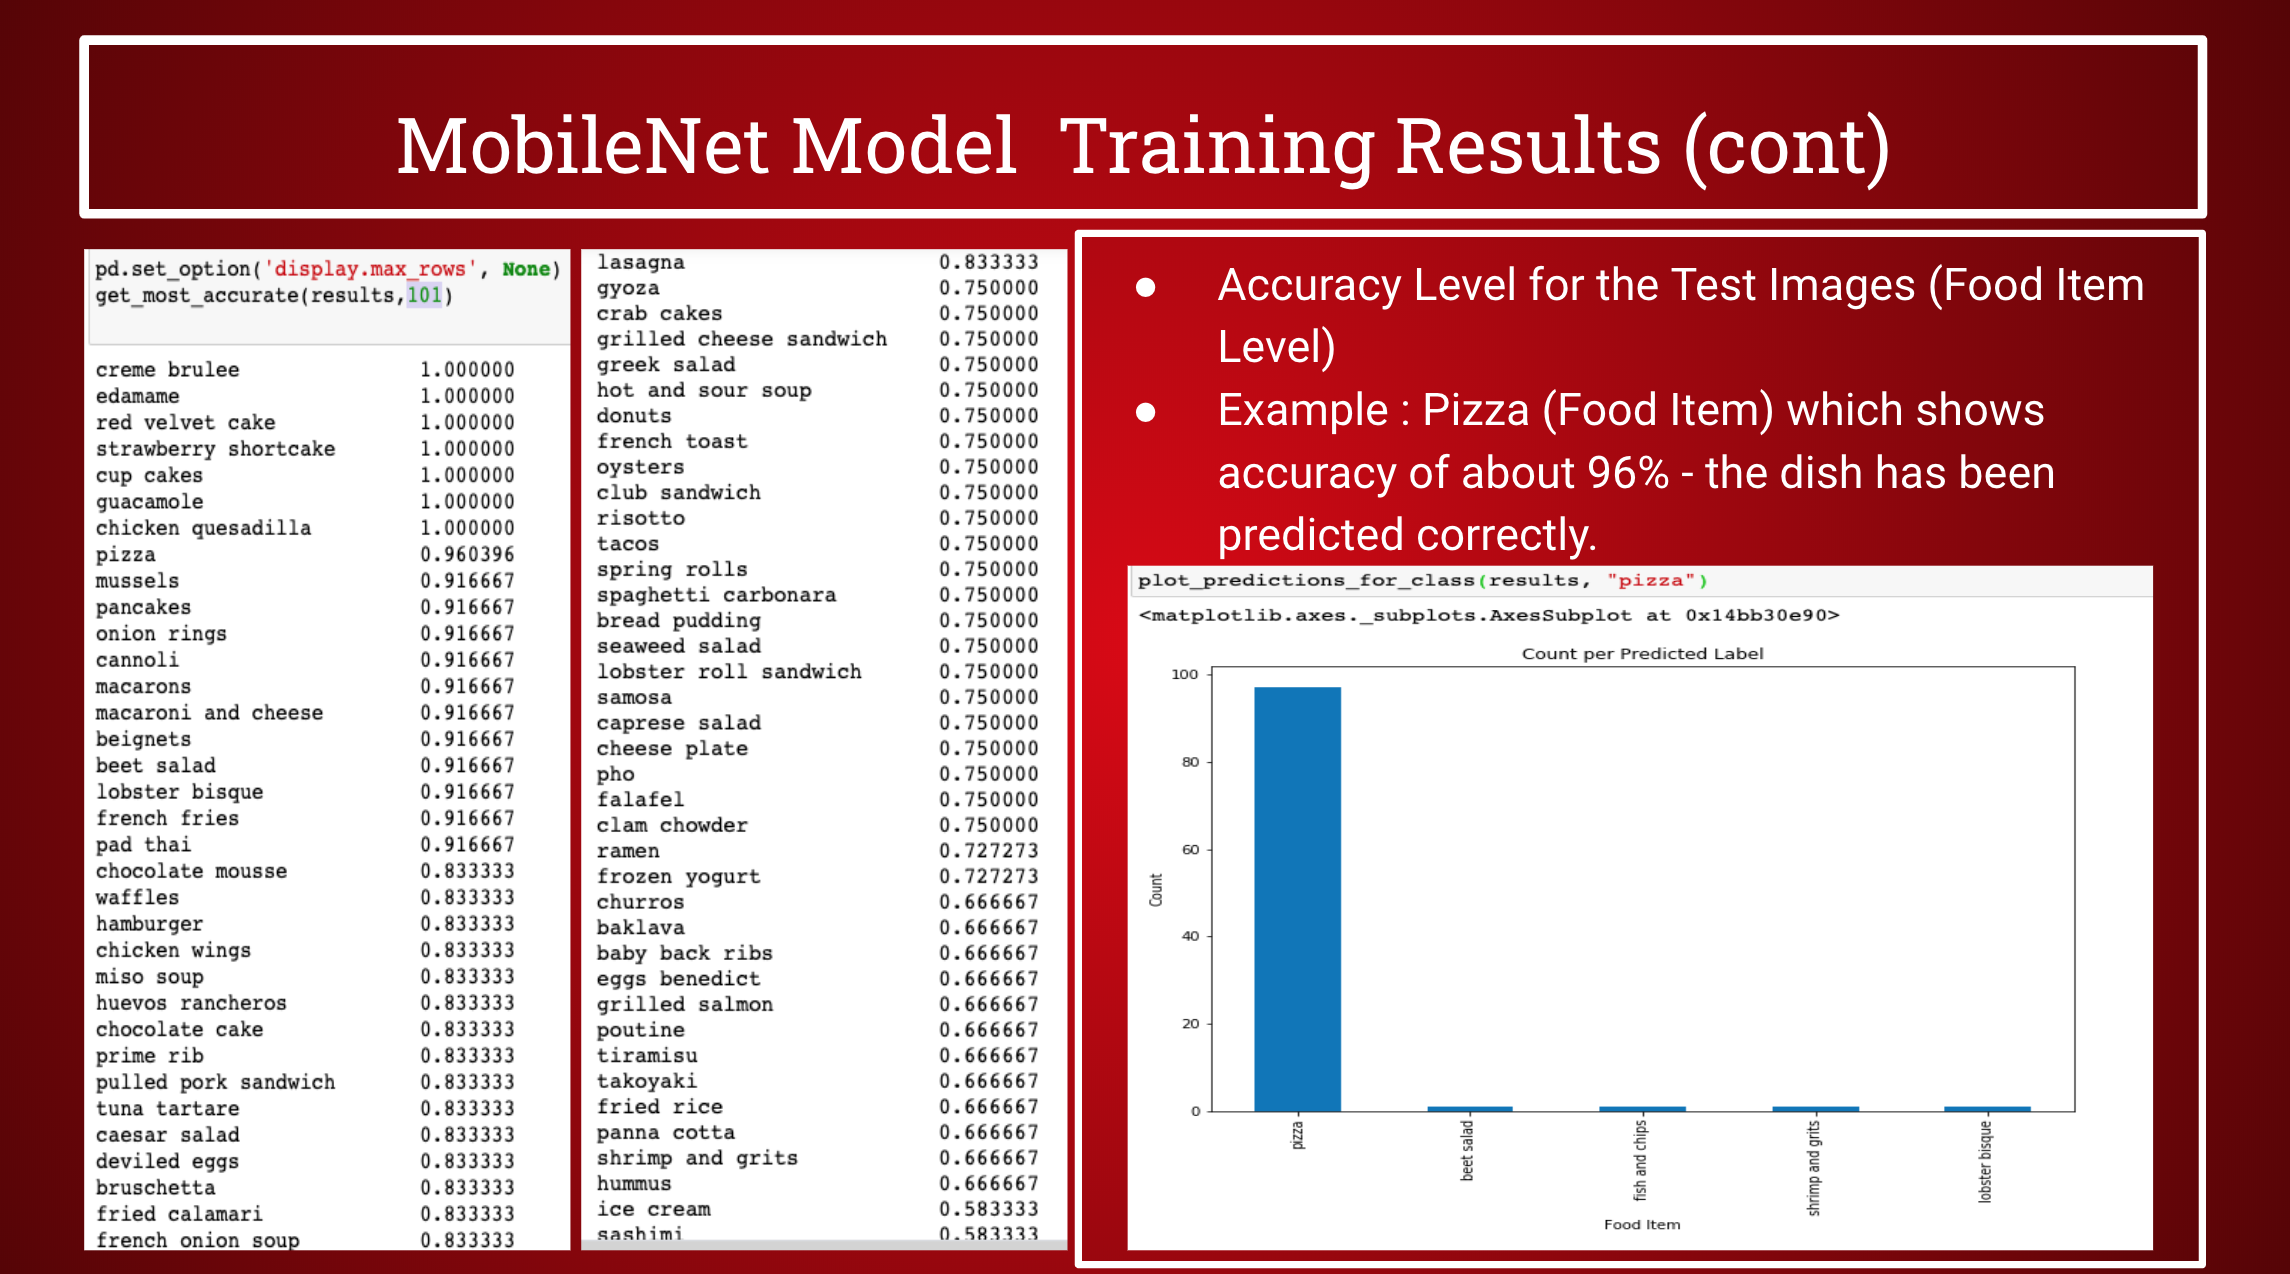 MobileNet Model  Training Results (cont)
pd.set_option('display.max_rows', None)
get_most_accurate(results,101)
creme brulee 1.000000
edamame 1.000000
red velvet cake 1.000000
strawberry shortcake 1.000000
cup cakes 1.000000
guacamole 1.000000
chicken quesadilla 1.000000
pizza 0.960396
mussels 0.916667
pancakes 0.916667
onion rings 0.916667
cannoli 0.916667
macarons 0.916667
macaroni and cheese 0.916667
beignets 0.916667
beet salad 0.916667
lobster bisque 0.916667
french fries 0.916667
pad thai 0.916667
chocolate mousse 0.833333
waffles 0.833333
hamburger 0.833333
chicken wings 0.833333
miso soup 0.833333
huevos rancheros 0.833333
chocolate cake 0.833333
prime rib 0.833333
pulled pork sandwich 0.833333
tuna tartare 0.833333
caesar salad 0.833333
deviled eggs 0.833333
bruschetta 0.833333
fried calamari 0.833333
french onion soup 0.833333
lasagna 0.833333
gyoza 0.750000
crab cakes 0.750000
grilled cheese sandwich 0.750000
greek salad 0.750000
hot and sour soup 0.750000
donuts 0.750000
french toast 0.750000
oysters 0.750000
club sandwich 0.750000
risotto 0.750000
tacos 0.750000
spring rolls 0.750000
spaghetti carbonara 0.750000
bread pudding 0.750000
seaweed salad 0.750000
lobster roll sandwich 0.750000
samosa 0.750000
caprese salad 0.750000
cheese plate 0.750000
pho 0.750000
falafel 0.750000
clam chowder 0.750000
ramen 0.727273
frozen yogurt 0.727273
churros 0.666667
baklava 0.666667
baby back ribs 0.666667
eggs benedict 0.666667
grilled salmon 0.666667
poutine 0.666667
tiramisu 0.666667
takoyaki 0.666667
fried rice 0.666667
panna cotta 0.666667
shrimp and grits 0.666667
hummus 0.666667
ice cream 0.583333
sashimi 0.583333
● Accuracy Level for the Test Images (Food Item
Level)
● Example : Pizza (Food Item) which shows
accuracy of about 96% - the dish has been
predicted correctly.
plot_predictions_for_class(results, "pizza")
<matplotlib.axes._subplots.AxesSubplot at 0x14bb30e90>
Count per Predicted Label
100
80
60
40
20
0
Count
pizza
beet salad
fish and chips
shrimp and grits
lobster bisque
Food Item